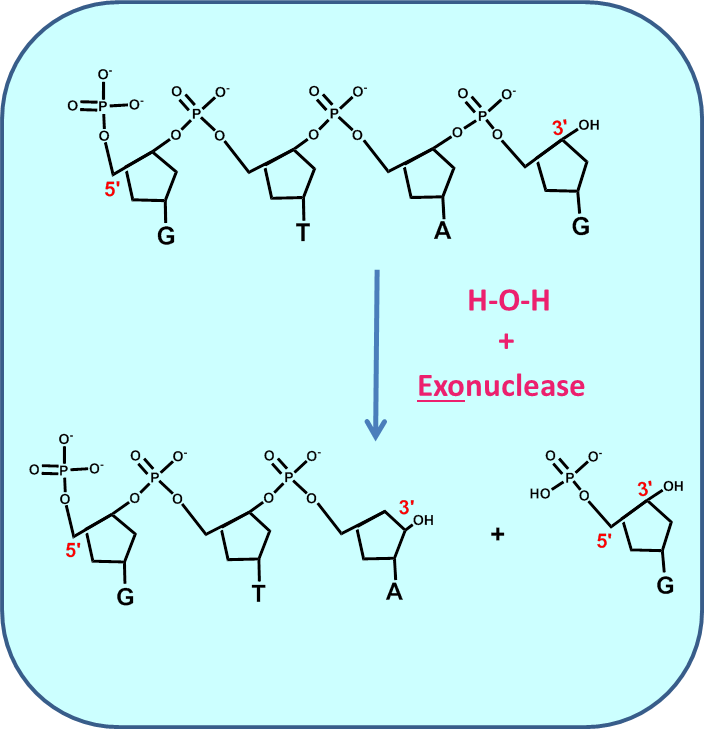 O-
O P O-
O
5'
G
O P O-
O O
T
O P O-
O O
A
O P O-
O O
3' OH
G
H-O-H
+
Exonuclease
O-
O P O-
O
5'
G
O P O-
O O
T
O P O-
O O
3'
OH
A
+
O O-
P
HO O
3' OH
5'
G